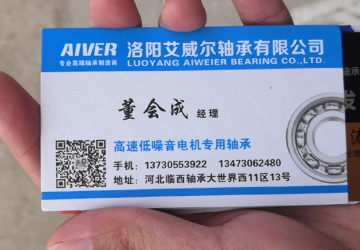 AIVER 洛阳艾威尔轴承有限公司
专业高端轴承制造商 LUOYANG AIWEIER BEARING CO.,LTD.
董会成 经理
高速低噪音电机专用轴承
手机：13730553922 13473062480
地址：河北临西轴承大世界西11区13号